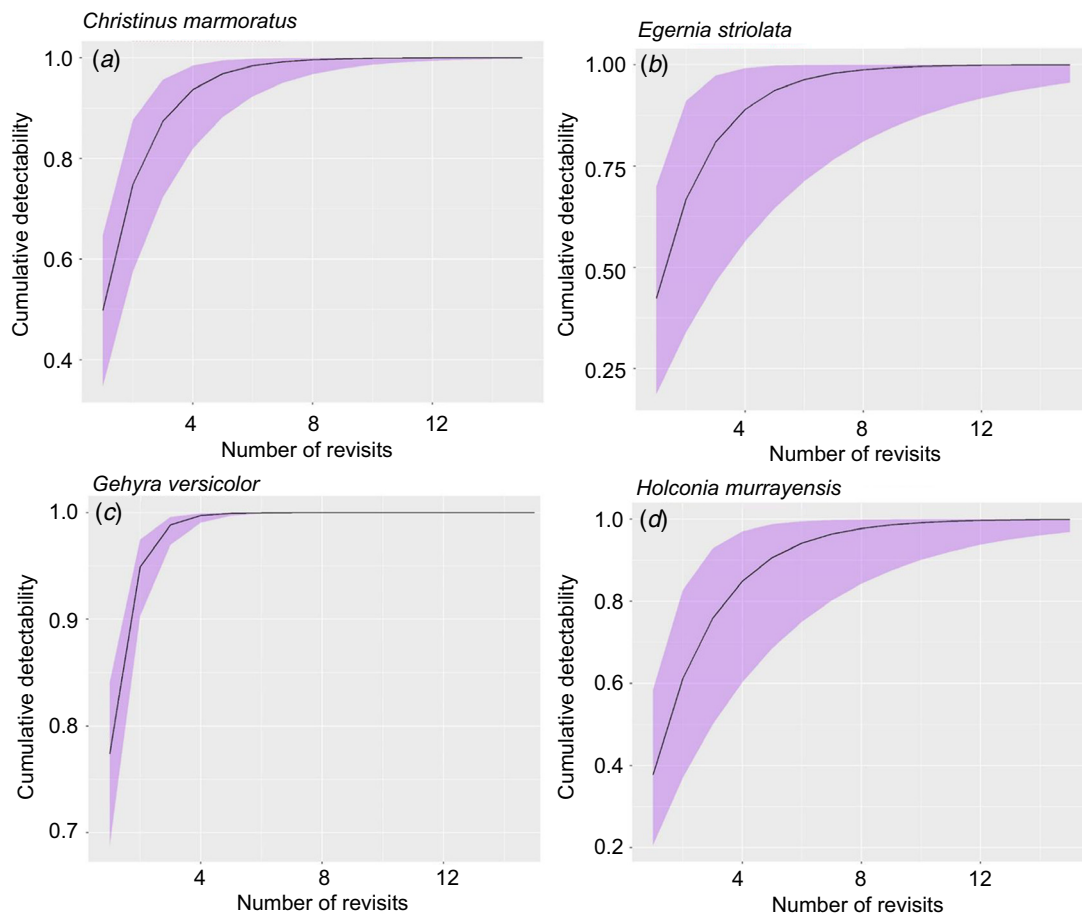 Christinus marmoratus
(a)
1.0
0.8
0.6
0.4
Cumulative detectability
4
8
12
Number of revisits
Egernia striolata
(b)
1.00
0.75
0.50
0.25
Cumulative detectability
4
8
12
Number of revisits
Gehyra versicolor
(c)
1.0
0.9
0.8
0.7
Cumulative detectability
4
8
12
Number of revisits
Holconia murrayensis
(d)
1.0
0.8
0.6
0.4
0.2
Cumulative detectability
4
8
12
Number of revisits